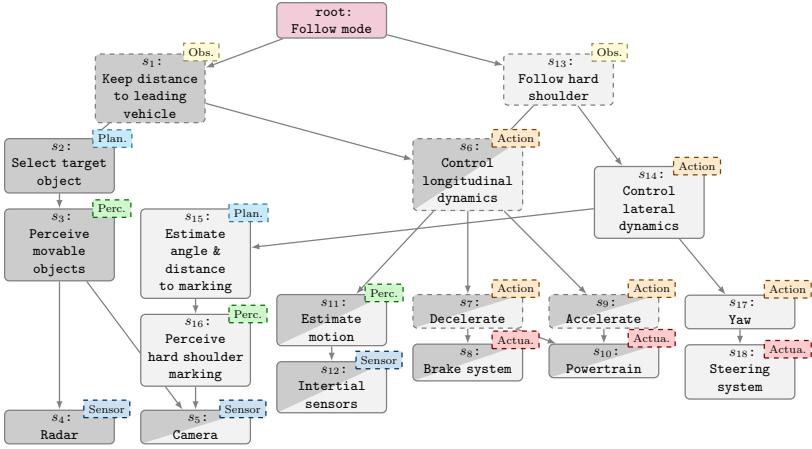 root:
Follow mode
Obs.
s1:
Keep distance
to leading
vehicle
Obs.
s13:
Follow hard
shoulder
Plan.
s2:
Select target
object
Action
s6:
Control
longitudinal
dynamics
Action
s14:
Control
lateral
dynamics
Perc.
s3:
Perceive
movable
objects
Plan.
s15:
Estimate
angle &
distance
to marking
Perc.
s11:
Estimate
motion
Action
s7:
Decelerate
Action
s9:
Accelerate
Action
s17:
Yaw
Perc.
s16:
Perceive
hard shoulder
marking
Sensor
s12:
Intertial
sensors
Actua.
s8:
Brake system
Actua.
s10:
Powertrain
Actua.
s18:
Steering
system
Sensor
s4:
Radar
Sensor
s5:
Camera